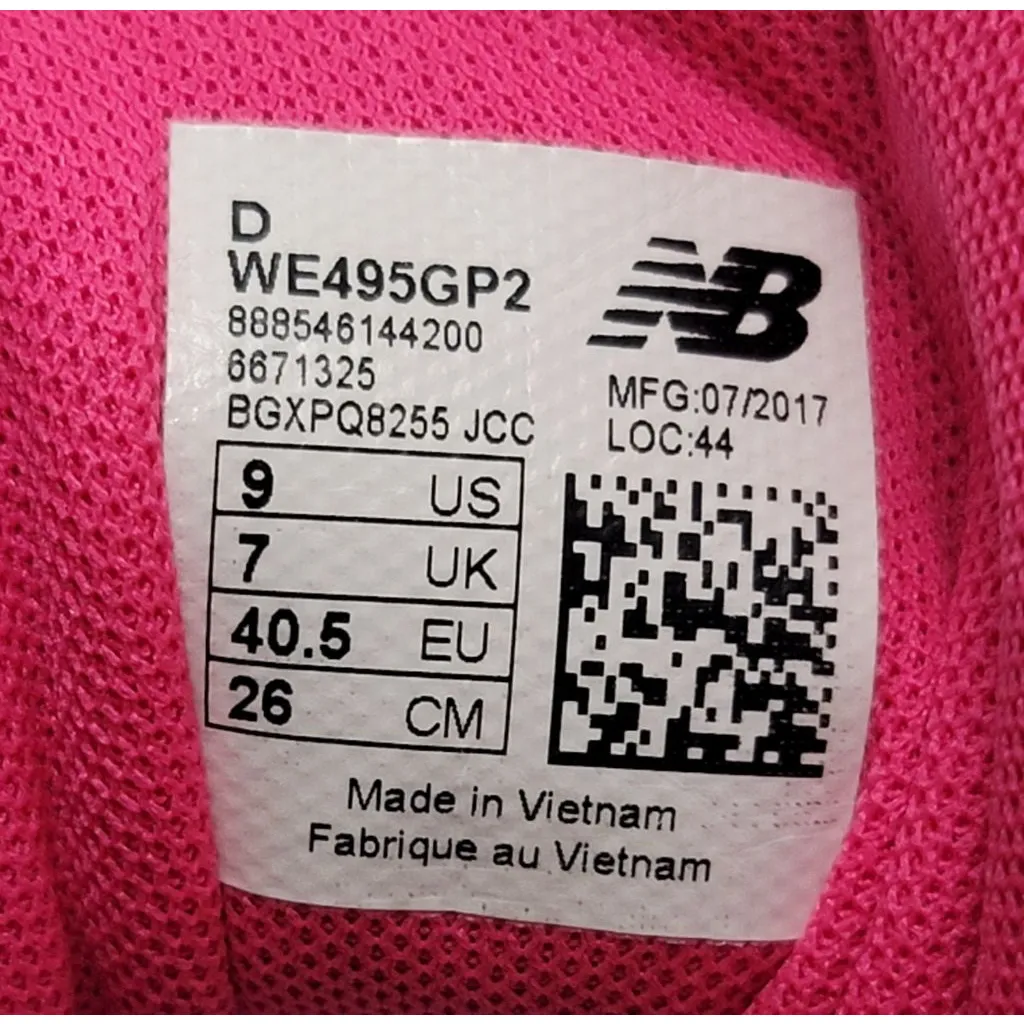 D
WE495GP2
888546144200
6671325
BGXPQ8255 JCC
NB
MFG:07/2017
LOC:44
9 US
7 UK
40.5 EU
26 CM
Made in Vietnam
Fabrique au Vietnam